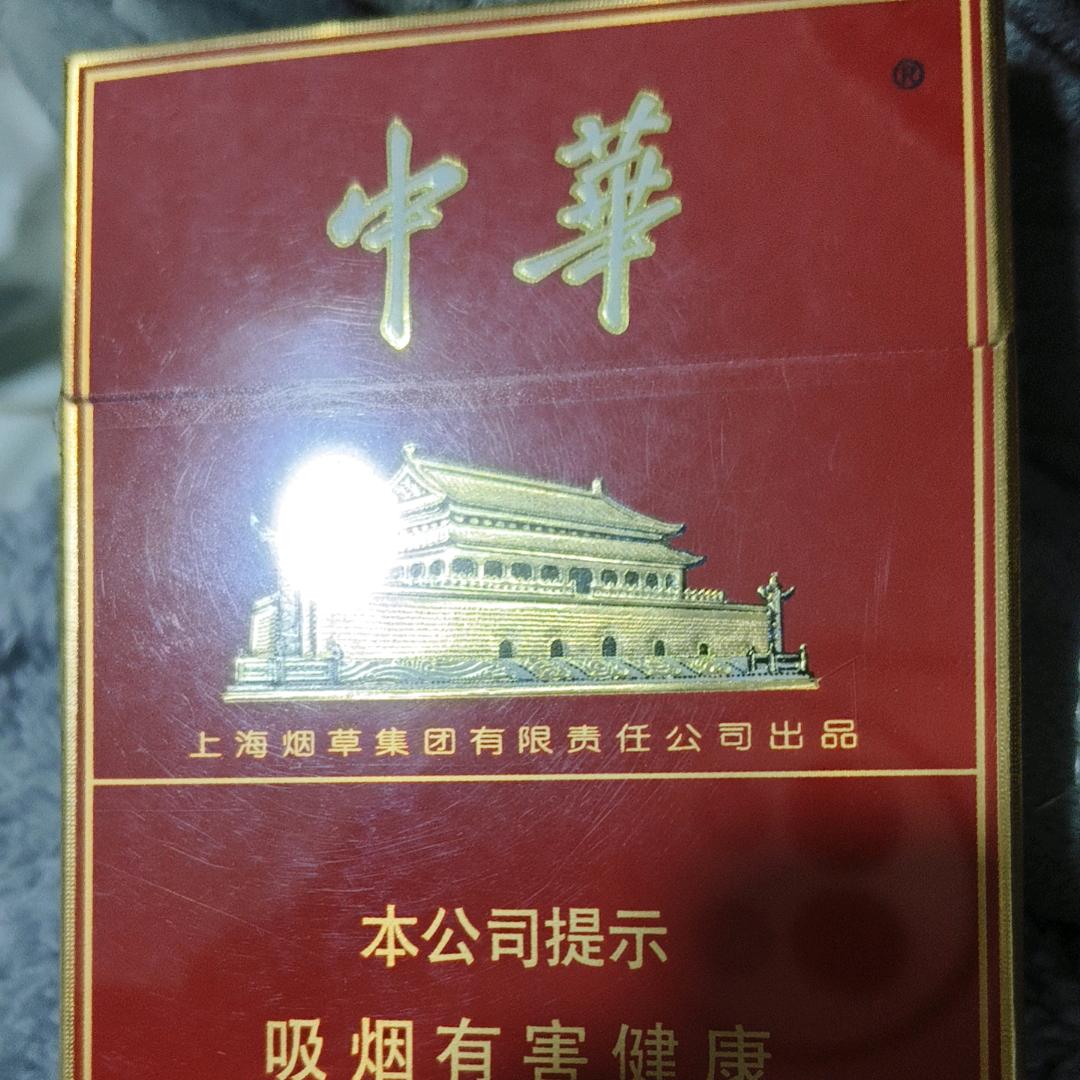 中華 ®
上海烟草集团有限责任公司出品
本公司提示
吸烟有害健康